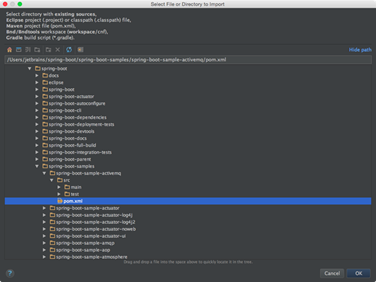 Select File or Directory to Import
Select directory with existing sources,
Eclipse project (.project) or classpath (.classpath) file,
Maven project file (pom.xml),
Bnd/Bndtools workspace (workspace/cnf),
Gradle build script (*.gradle).
Hide path
/Users/jetbrains/spring-boot/spring-boot-samples/spring-boot-sample-activemq/pom.xml
spring-boot
docs
eclipse
spring-boot
spring-boot-actuator
spring-boot-autoconfigure
spring-boot-cli
spring-boot-dependencies
spring-boot-deployment-tests
spring-boot-devtools
spring-boot-docs
spring-boot-full-build
spring-boot-integration-tests
spring-boot-parent
spring-boot-samples
spring-boot-sample-activemq
src
main
test
pom.xml
spring-boot-sample-actuator
spring-boot-sample-actuator-log4j
spring-boot-sample-actuator-log4j2
spring-boot-sample-actuator-noweb
spring-boot-sample-actuator-ui
spring-boot-sample-amqp
spring-boot-sample-aop
spring-boot-sample-atmosphere
Drag and drop a file into the space above to quickly locate it in the tree.
?
Cancel
OK